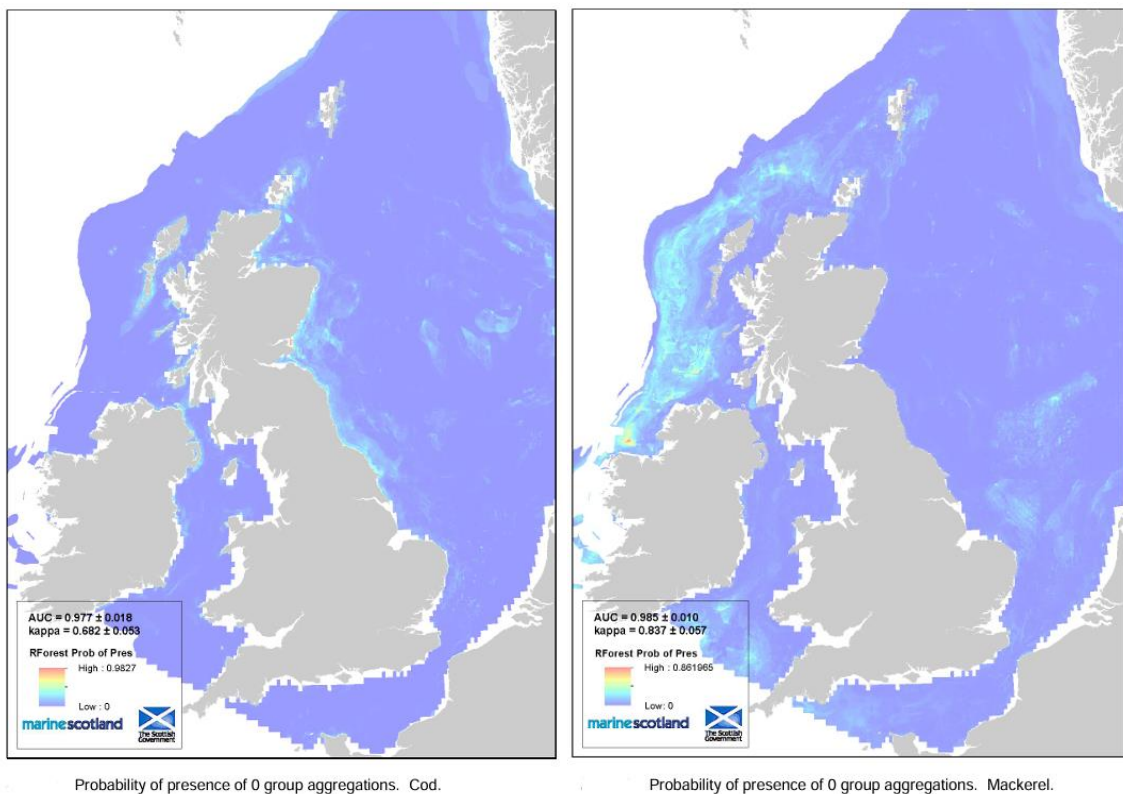 AUC = 0.977 ± 0.018
kappa = 0.682 ± 0.053
RForest Prob of Pres
High : 0.9827
Low : 0
marinescotland
The Scottish
Government
Probability of presence of 0 group aggregations. Cod.
AUC = 0.985 ± 0.010
kappa = 0.837 ± 0.057
RForest Prob of Pres
High : 0.861965
Low: 0
marinescotland
The Scottish
Government
Probability of presence of 0 group aggregations. Mackerel.